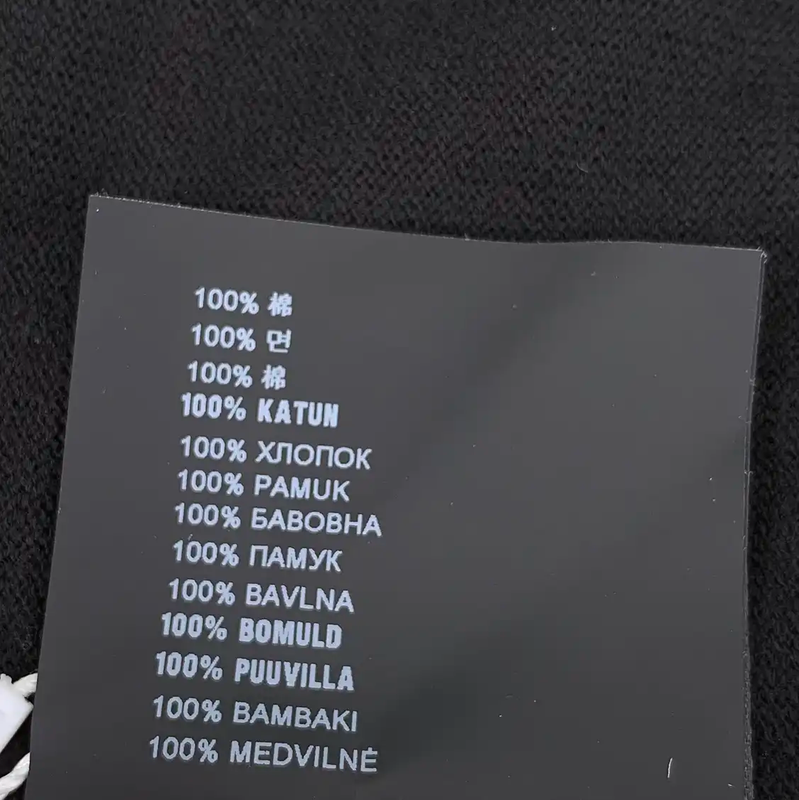 100% 棉
100% 면
100% 棉
100% KATUN
100% ХЛОПОК
100% PAMUK
100% БАВОВНА
100% ПАМУК
100% BAVLNA
100% BOMULD
100% PUUVILLA
100% BAMBAKI
100% MEDVILNĖ